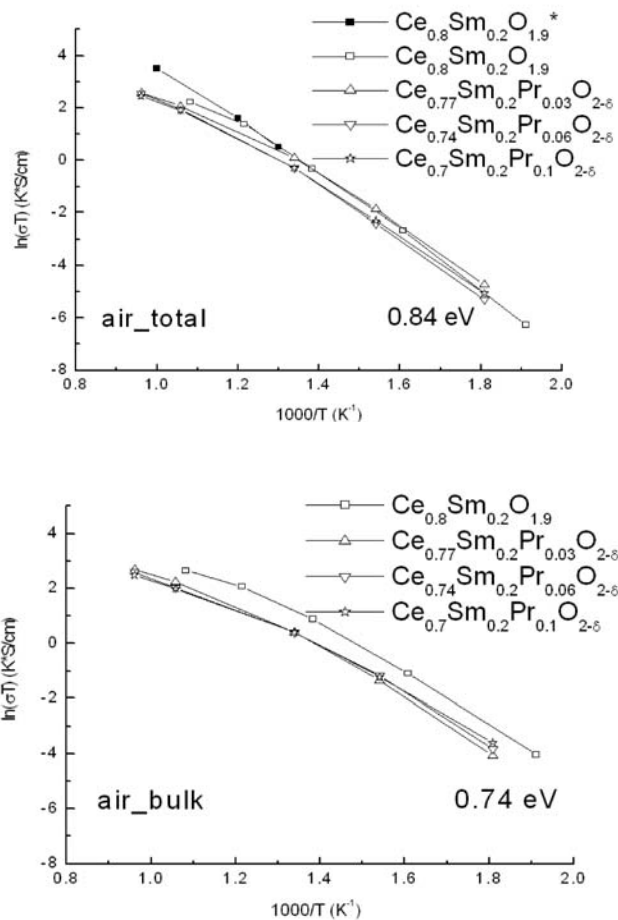 Ce0.8Sm0.2O1.9*
Ce0.8Sm0.2O1.9
Ce0.77Sm0.2Pr0.03O2-δ
Ce0.74Sm0.2Pr0.06O2-δ
Ce0.7Sm0.2Pr0.1O2-δ
ln(σT) (K*S/cm)
4
2
0
-2
-4
-6
-8
air_total
0.84 eV
0.8 1.0 1.2 1.4 1.6 1.8 2.0
1000/T (K-1)
Ce0.8Sm0.2O1.9
Ce0.77Sm0.2Pr0.03O2-δ
Ce0.74Sm0.2Pr0.06O2-δ
Ce0.7Sm0.2Pr0.1O2-δ
ln(σT) (K*S/cm)
4
2
0
-2
-4
-6
-8
air_bulk
0.74 eV
0.8 1.0 1.2 1.4 1.6 1.8 2.0
1000/T (K-1)